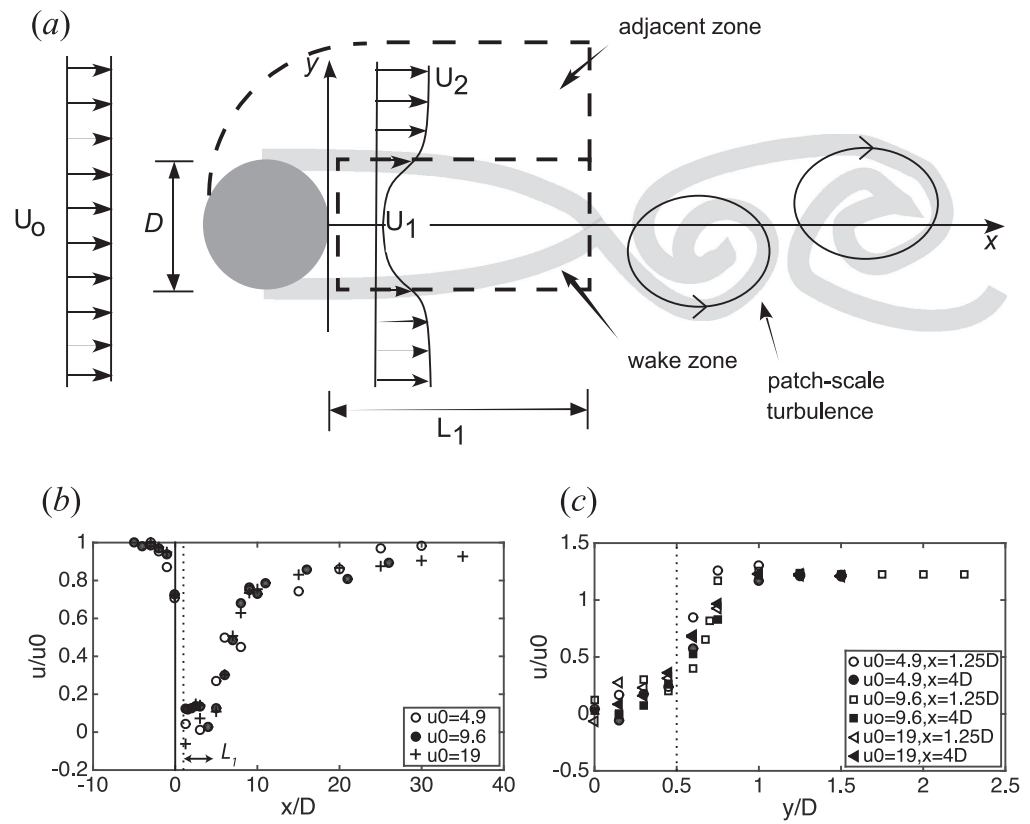 (a)
adjacent zone
y
U2
Uo
D
U1
x
wake zone
patch-scale
turbulence
L1
(b)
u/u0
1
0.8
0.6
0.4
0.2
0
-0.2
-10
0
10
20
30
40
x/D
L1
u0=4.9
u0=9.6
u0=19
(c)
u/u0
1.5
1
0.5
0
-0.5
0
0.5
1
1.5
2
2.5
y/D
u0=4.9,x=1.25D
u0=4.9,x=4D
u0=9.6,x=1.25D
uo=9.6,x=4D
u0=19,x=1.25D
u0=19,x=4D